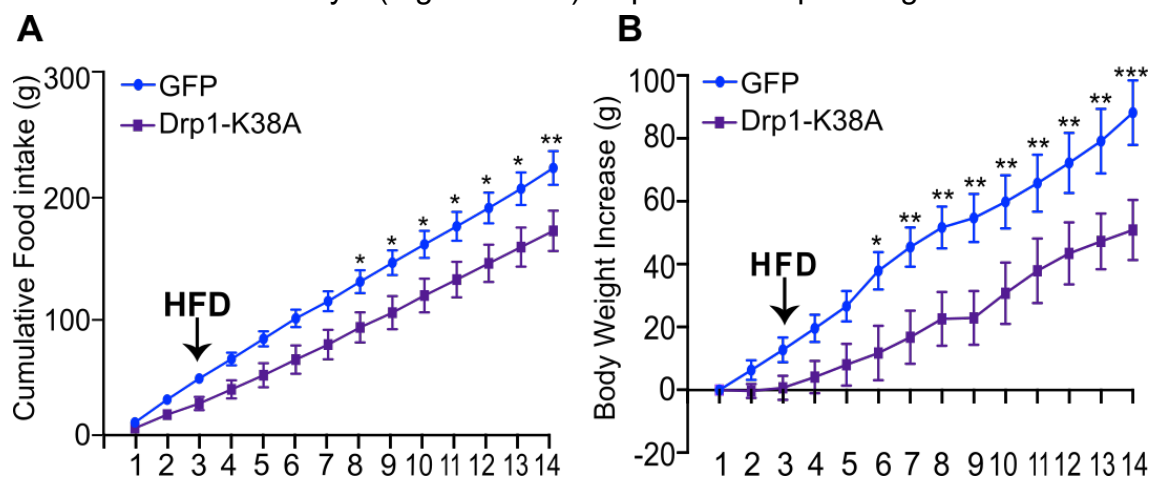 A
Cumulative Food intake (g)
300
200
100
0
GFP
Drp1-K38A
HFD
* * * * * * **
1 2 3 4 5 6 7 8 9 10 11 12 13 14
B
Body Weight Increase (g)
100
80
60
40
20
0
-20
GFP
Drp1-K38A
HFD
* ** ** ** ** ** ** ** ***
1 2 3 4 5 6 7 8 9 10 11 12 13 14